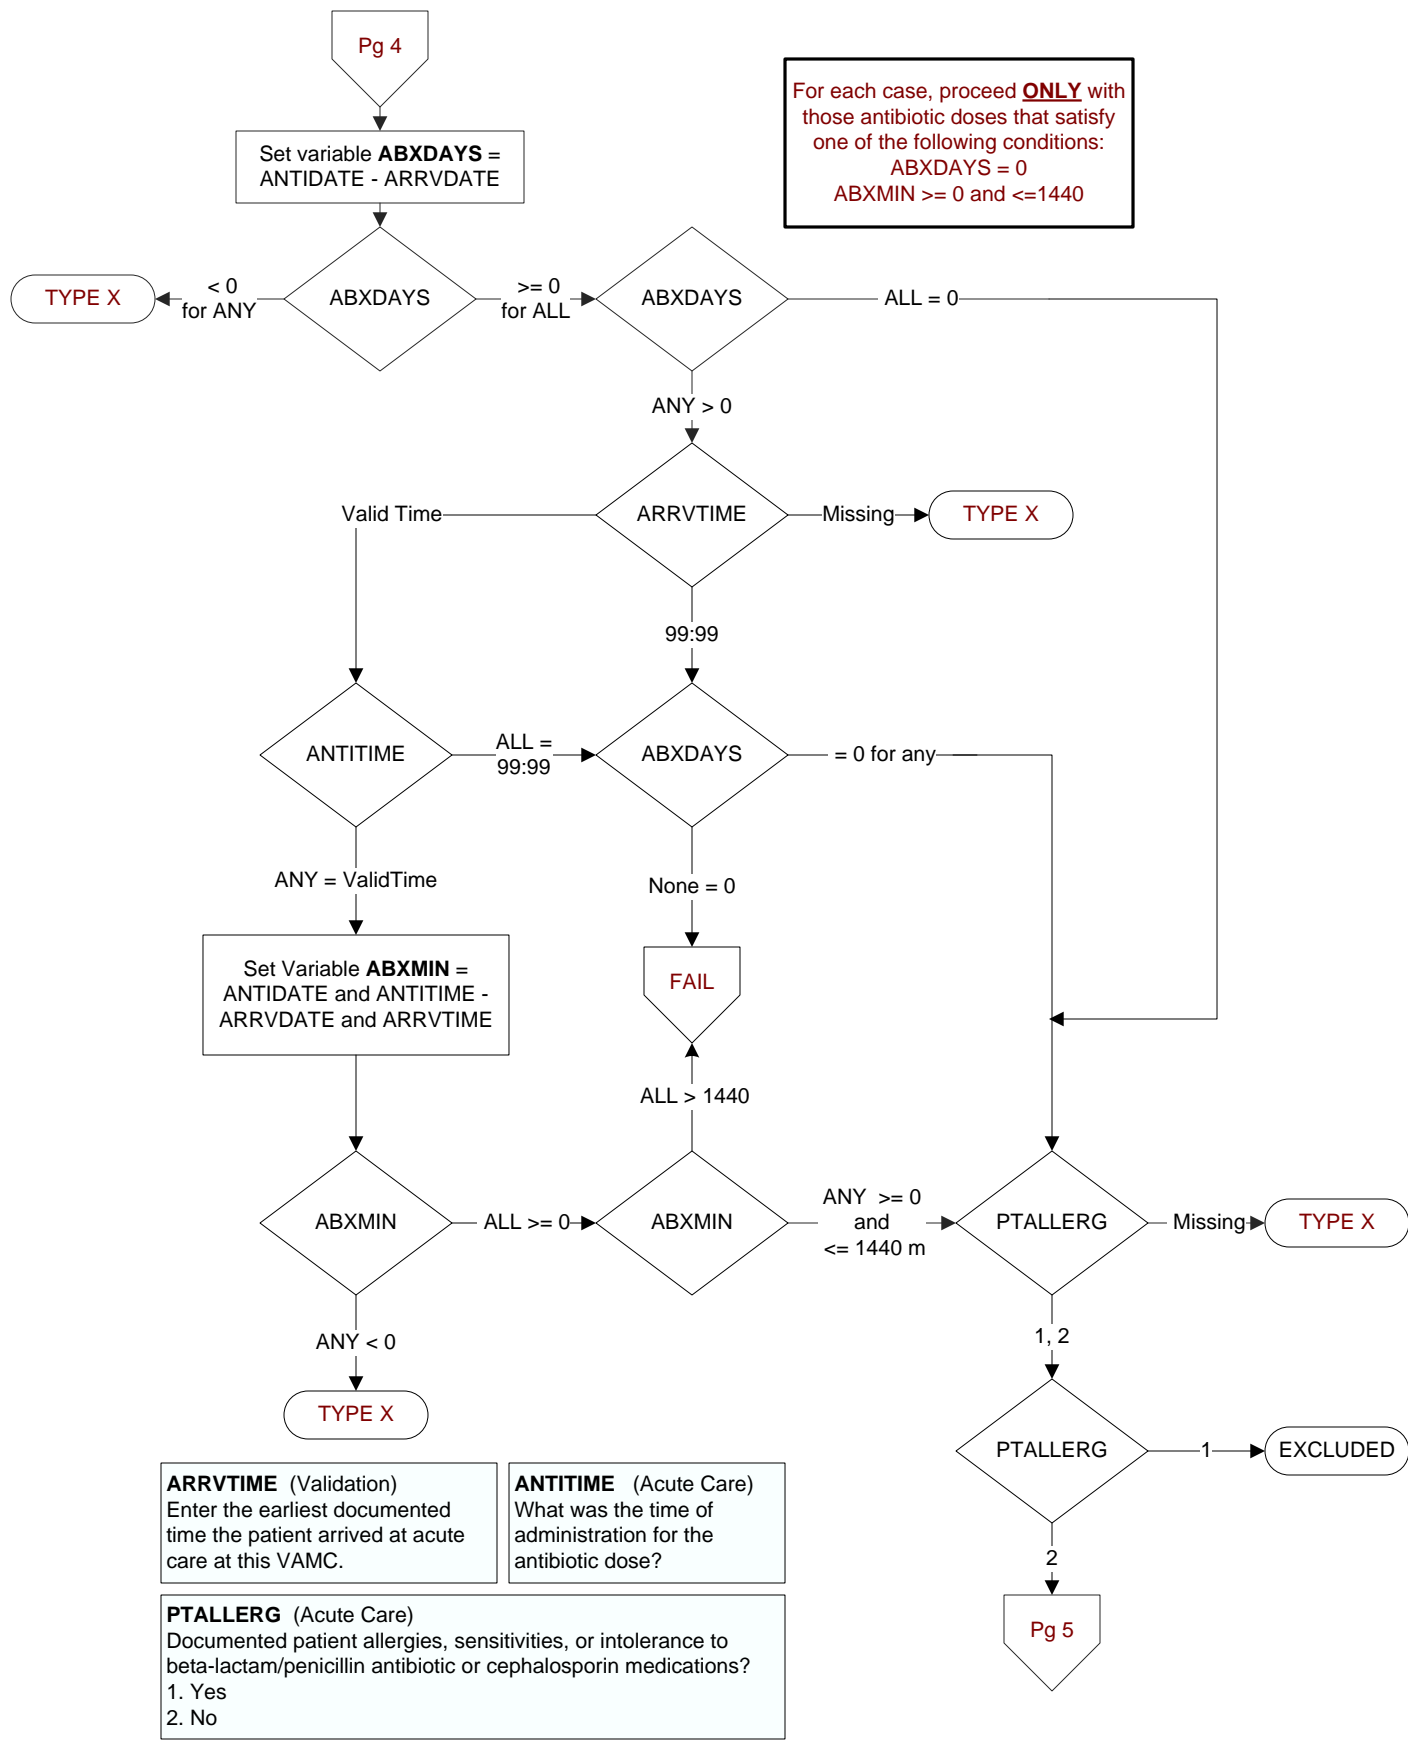 Pg 4
For each case, proceed ONLY with
those antibiotic doses that satisfy
one of the following conditions:
ABXDAYS = 0
ABXMIN >= 0 and <=1440
Set variable ABXDAYS =
ANTIDATE - ARRVDATE
TYPE X
< 0
for ANY
ABXDAYS
>= 0
for ALL
ABXDAYS
ALL = 0
ANY > 0
Valid Time
ARRVTIME
Missing
TYPE X
99:99
ANTITIME
ALL =
99:99
ABXDAYS
= 0 for any
ANY = ValidTime
None = 0
Set Variable ABXMIN =
ANTIDATE and ANTITIME -
ARRVDATE and ARRVTIME
FAIL
ALL > 1440
ABXMIN
ALL >= 0
ABXMIN
ANY >= 0
and
<= 1440 m
PTALLERG
Missing
TYPE X
ANY < 0
1, 2
TYPE X
PTALLERG
1
EXCLUDED
2
Pg 5
ARRVTIME (Validation)
Enter the earliest documented
time the patient arrived at acute
care at this VAMC.
ANTITIME (Acute Care)
What was the time of
administration for the
antibiotic dose?
PTALLERG (Acute Care)
Documented patient allergies, sensitivities, or intolerance to
beta-lactam/penicillin antibiotic or cephalosporin medications?
1. Yes
2. No